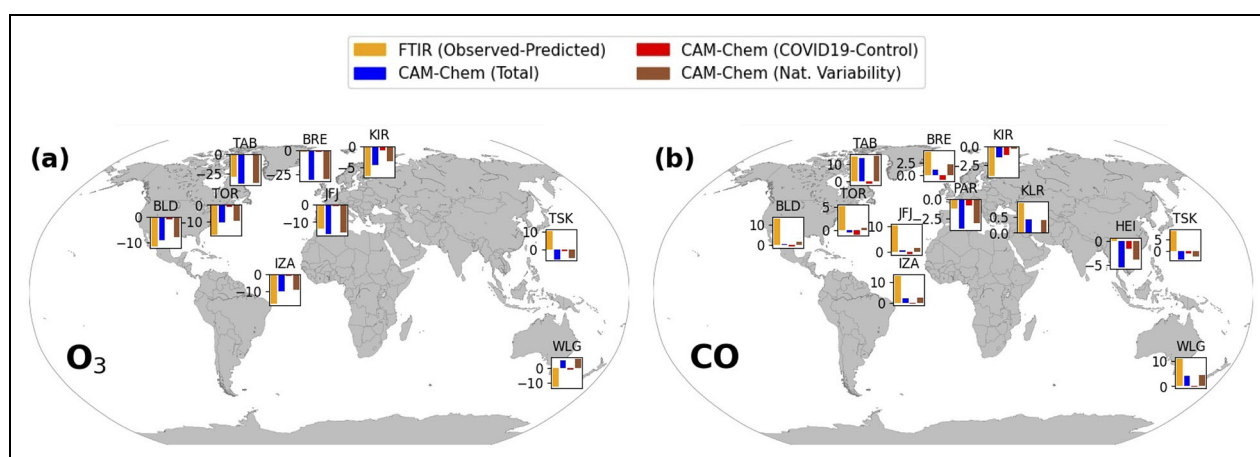 FTIR (Observed-Predicted)
CAM-Chem (Total)
CAM-Chem (COVID19-Control)
CAM-Chem (Nat. Variability)
(a)
TAB
0
−25
BRE
0
−25
KIR
0
−5
BLD
0
−10
TOR
0
−10
JFJ
0
−10
TSK
10
0
IZA
0
−10
WLG
0
−10
O3
(b)
TAB
10
0
BRE
2.5
0.0
KIR
0.0
−2.5
BLD
10
0
TOR
5
0
JFJ
10
0
PAR
0.0
−2.5
KLR
0.5
0.0
HEI
0
−5
TSK
5
0
IZA
10
0
WLG
10
0
CO